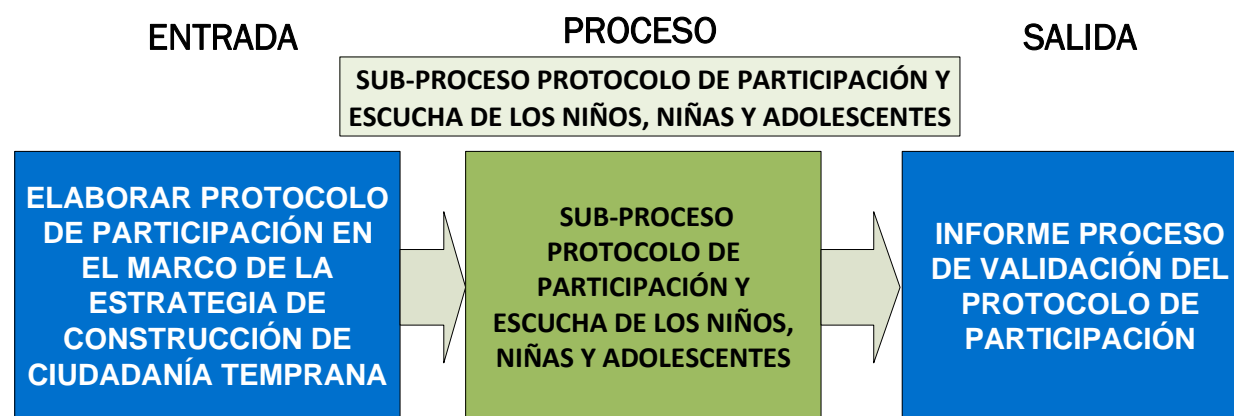 ENTRADA
PROCESO
SALIDA
SUB-PROCESO PROTOCOLO DE PARTICIPACIÓN Y
ESCUCHA DE LOS NIÑOS, NIÑAS Y ADOLESCENTES
ELABORAR PROTOCOLO
DE PARTICIPACIÓN EN
EL MARCO DE LA
ESTRATEGIA DE
CONSTRUCCIÓN DE
CIUDADANÍA TEMPRANA
SUB-PROCESO
PROTOCOLO DE
PARTICIPACIÓN Y
ESCUCHA DE LOS NIÑOS,
NIÑAS Y ADOLESCENTES
INFORME PROCESO
DE VALIDACIÓN DEL
PROTOCOLO DE
PARTICIPACIÓN